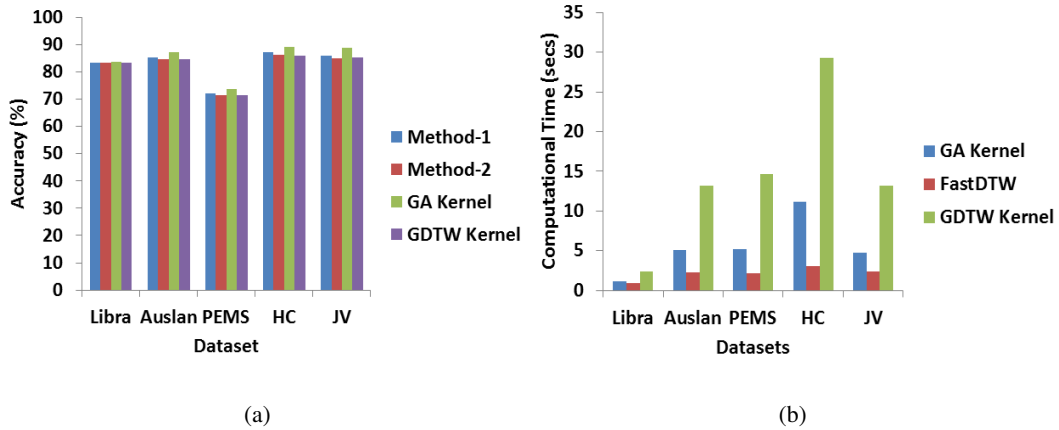 100
90
80
70
60
50
40
30
20
10
0
Accuracy (%)
Libra Auslan PEMS HC JV
Dataset
Method-1
Method-2
GA Kernel
GDTW Kernel
(a)
35
30
25
20
15
10
5
0
Computational Time (secs)
Libra Auslan PEMS HC JV
Datasets
GA Kernel
FastDTW
GDTW Kernel
(b)